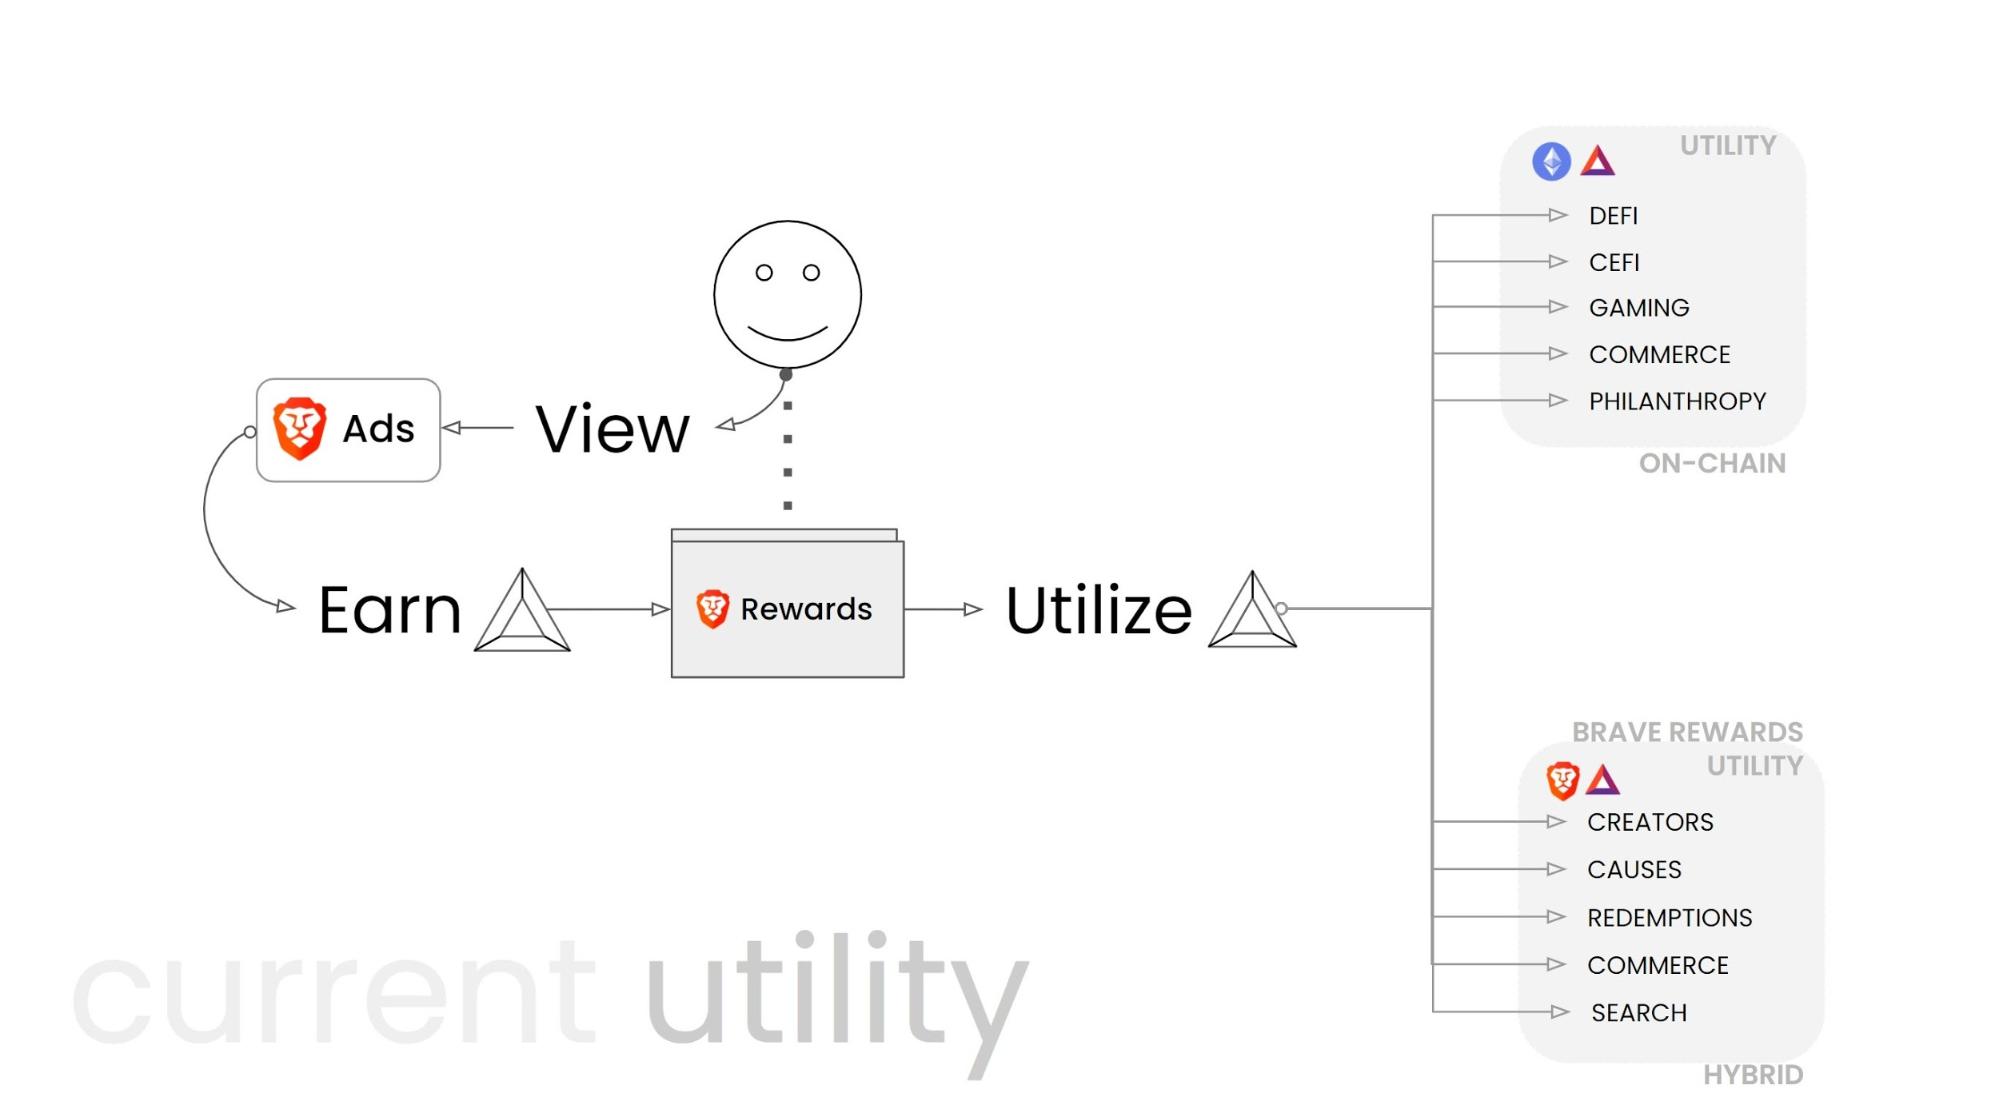 UTILITY
DEFI
CEFI
GAMING
COMMERCE
PHILANTHROPY
ON-CHAIN
Ads
View
Earn
Rewards
Utilize
BRAVE REWARDS
UTILITY
CREATORS
CAUSES
REDEMPTIONS
COMMERCE
SEARCH
HYBRID
current utility